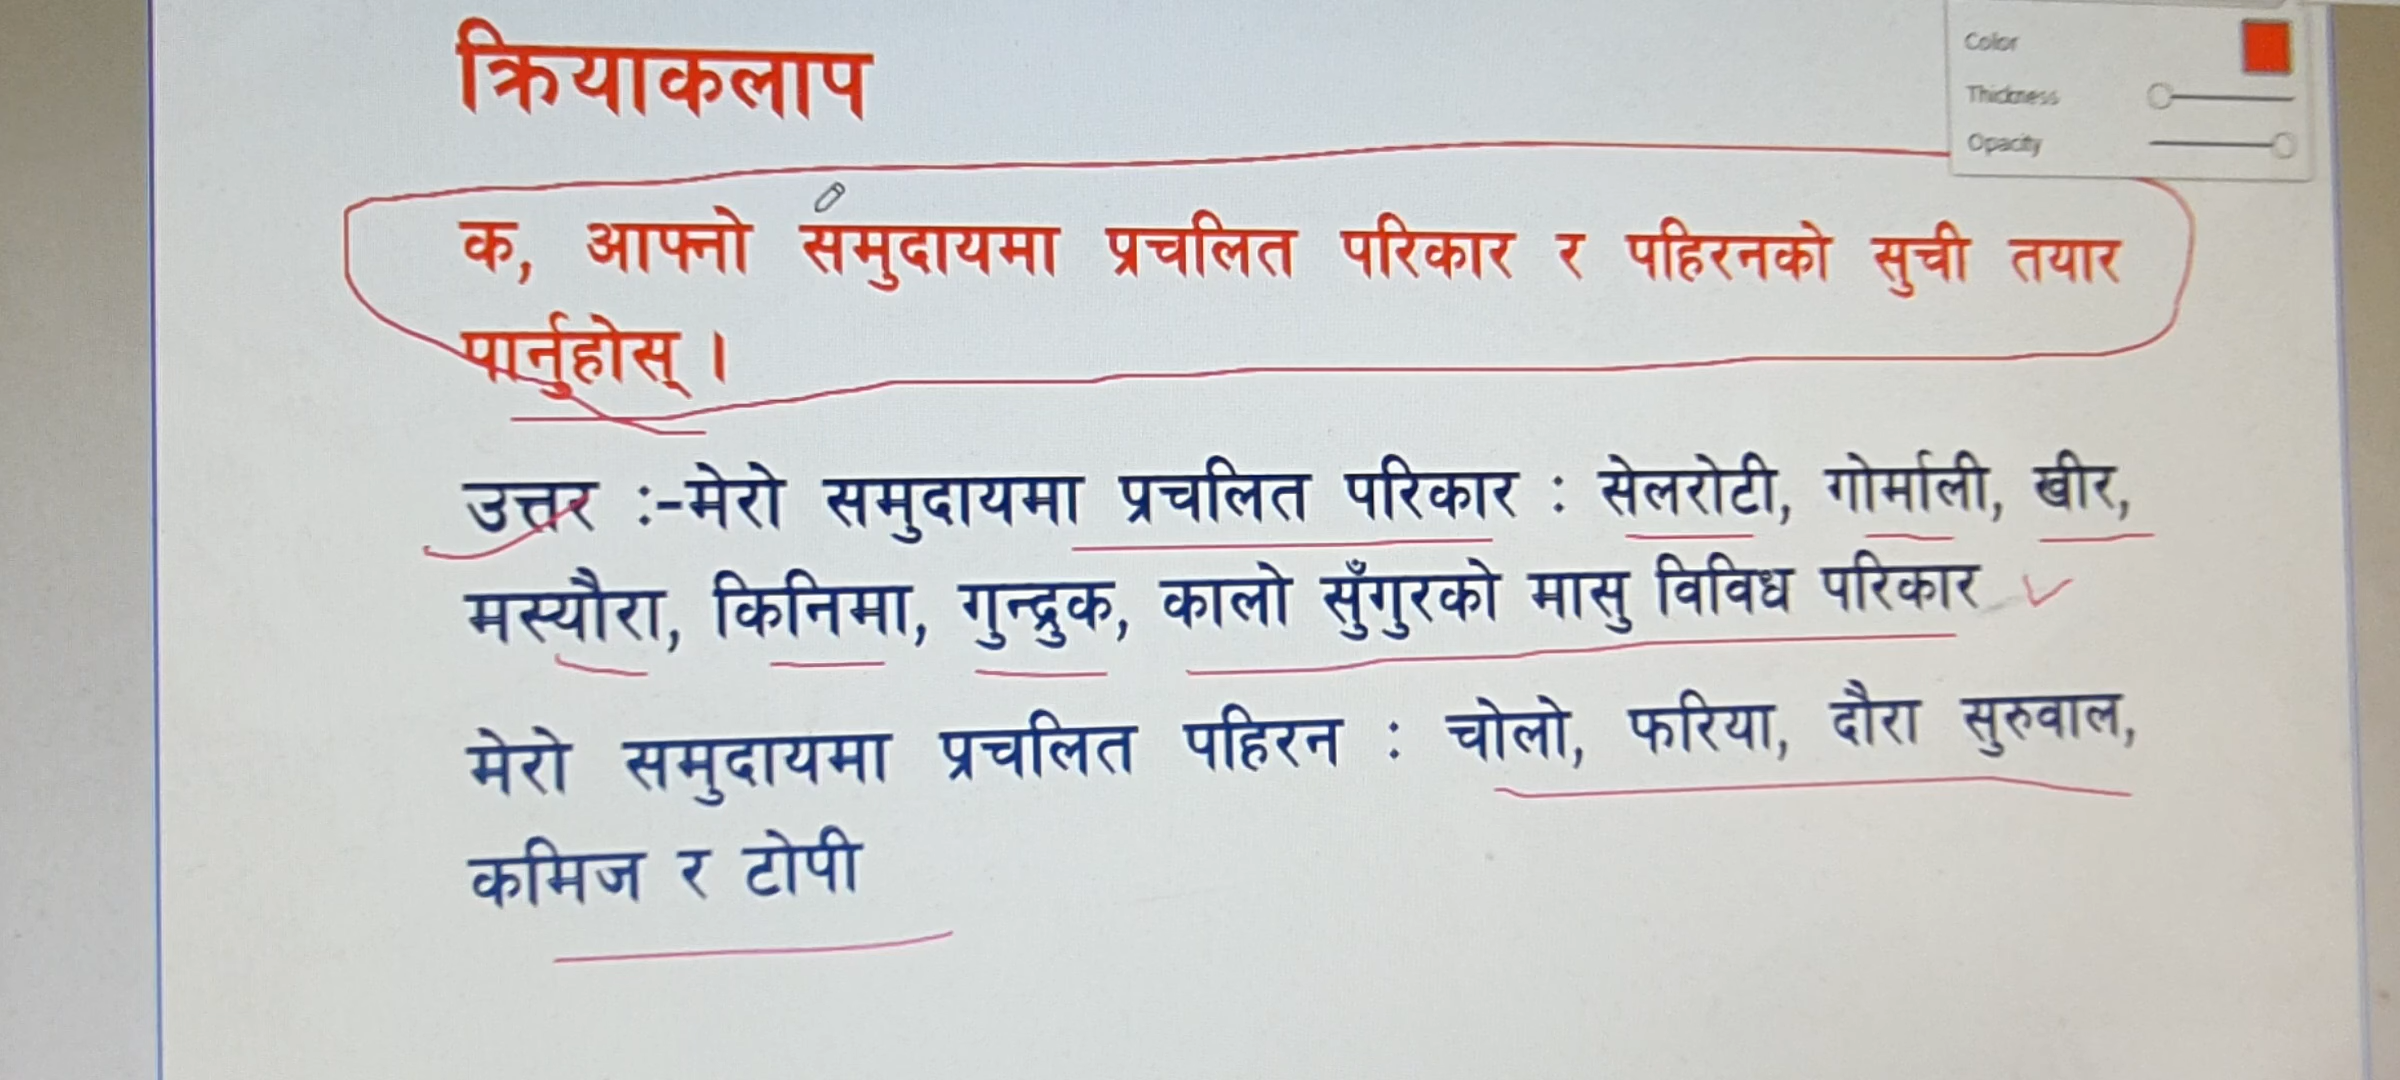 क्रियाकलाप
Color
Thickness
Opacity
क, आफ्नो समुदायमा प्रचलित परिकार र पहिरनको सुची तयार
पार्नुहोस् ।
उत्तर :-मेरो समुदायमा प्रचलित परिकार : सेलरोटी, गोर्माली, खीर,
मस्यौरा, किनिमा, गुन्द्रुक, कालो सुँगुरको मासु विविध परिकार
मेरो समुदायमा प्रचलित पहिरन : चोलो, फरिया, दौरा सुरुवाल,
कमिज र टोपी